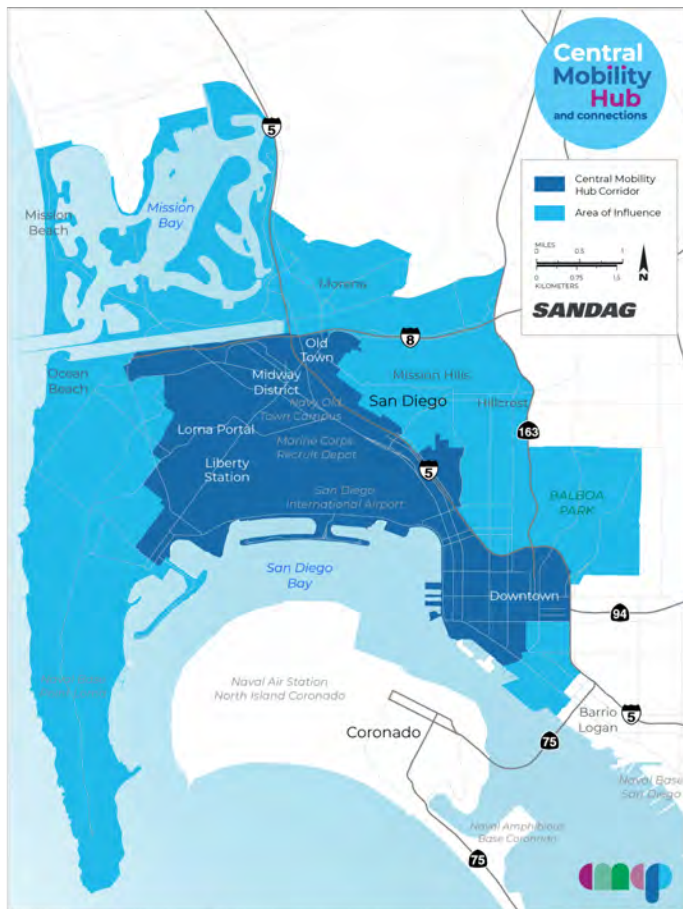 Central
Mobility
Hub
and connections
5
Central Mobility
Hub Corridor
Area of Influence
MILES
0 0.5 1
0 0.75 1.5
KILOMETERS
N
SANDAG
Mission
Beach
Mission
Bay
Morena
8
Old
Town
Ocean
Beach
Midway
District
Mission Hills
Navy Old
Town Campus
San Diego
Hillcrest
163
Loma Portal
Marine Corps
Recruit Depot
Liberty
Station
5
San Diego
International Airport
BALBOA
PARK
San Diego
Bay
Downtown
94
Naval Air Station
North Island Coronado
Barrio
Logan
5
Coronado
75
Naval Base
San Diego
Naval Amphibious
Base Coronado
75
cmcp